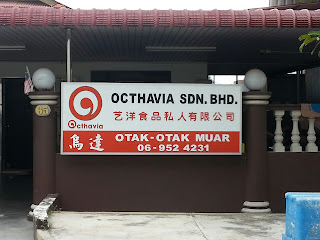 OCTHAVIA SDN. BHD.
艺洋食品私人有限公司
Octhavia
烏達
OTAK-OTAK MUAR
06-952 4231